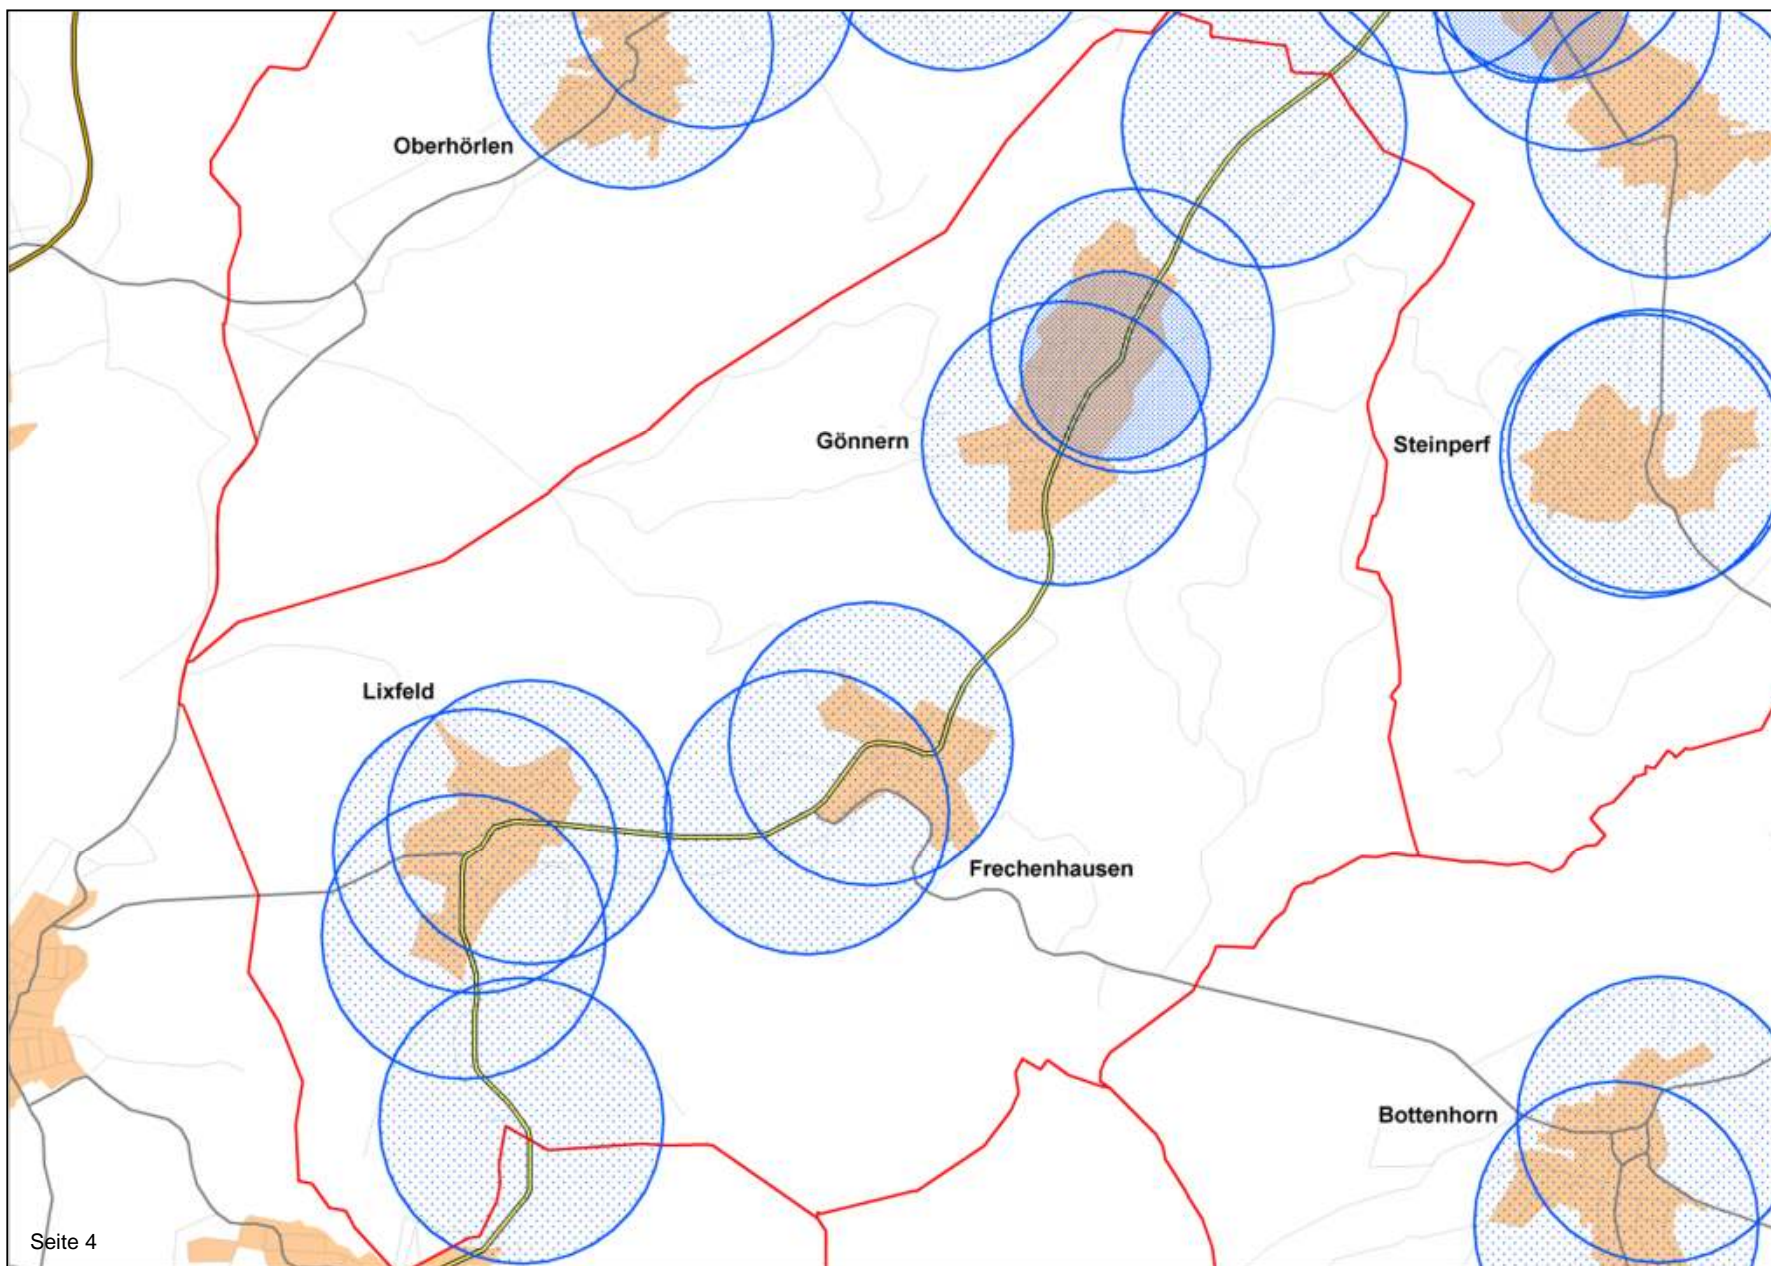 Oberhörlen
Gönnern
Steinperf
Lixfeld
Frechenhausen
Bottenhorn
Seite 4